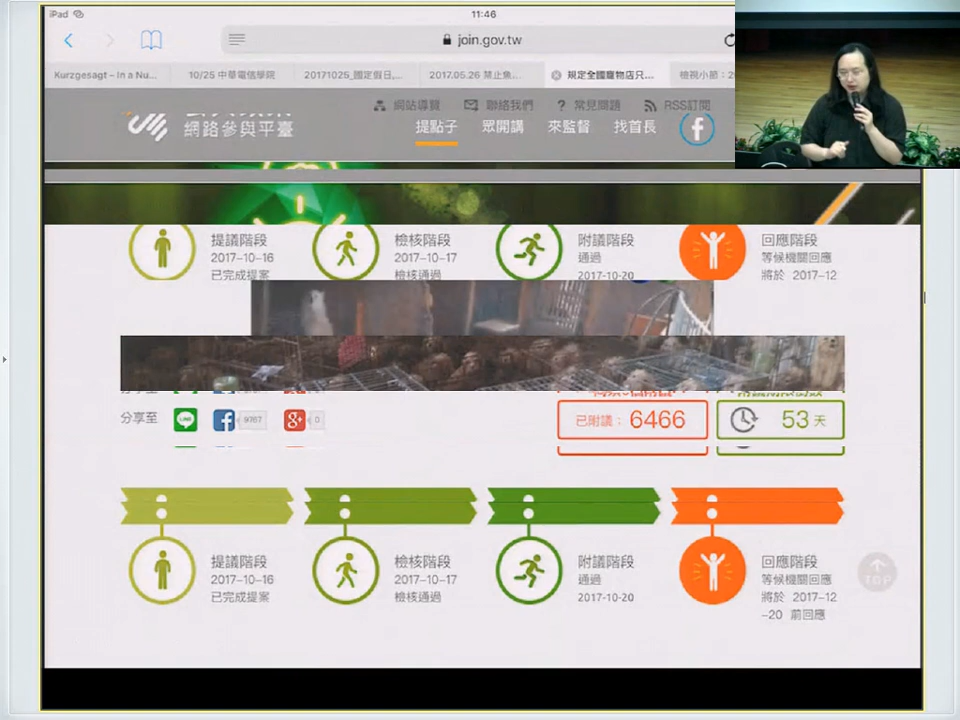 iPad
11:46
join.gov.tw
Kurzgesagt – In a Nu...
10/25 中華電信學院
20171025_國定假日,...
2017.05.26 禁止魚...
規定全國寵物店只...
檢視小節：2
網站導覽
聯絡我們
? 常見問題
RSS訂閱
網路參與平臺
提點子
眾開講
來監督
找首長
提議階段
2017-10-16
已完成提案
檢核階段
2017-10-17
檢核通過
附議階段
通過
2017-10-20
回應階段
等候機關回應
將於 2017-12
分享至
LINE
9767
0
已附議：6466
53 天
提議階段
2017-10-16
已完成提案
檢核階段
2017-10-17
檢核通過
附議階段
通過
2017-10-20
回應階段
等候機關回應
將於 2017-12
-20 前回應
TOP